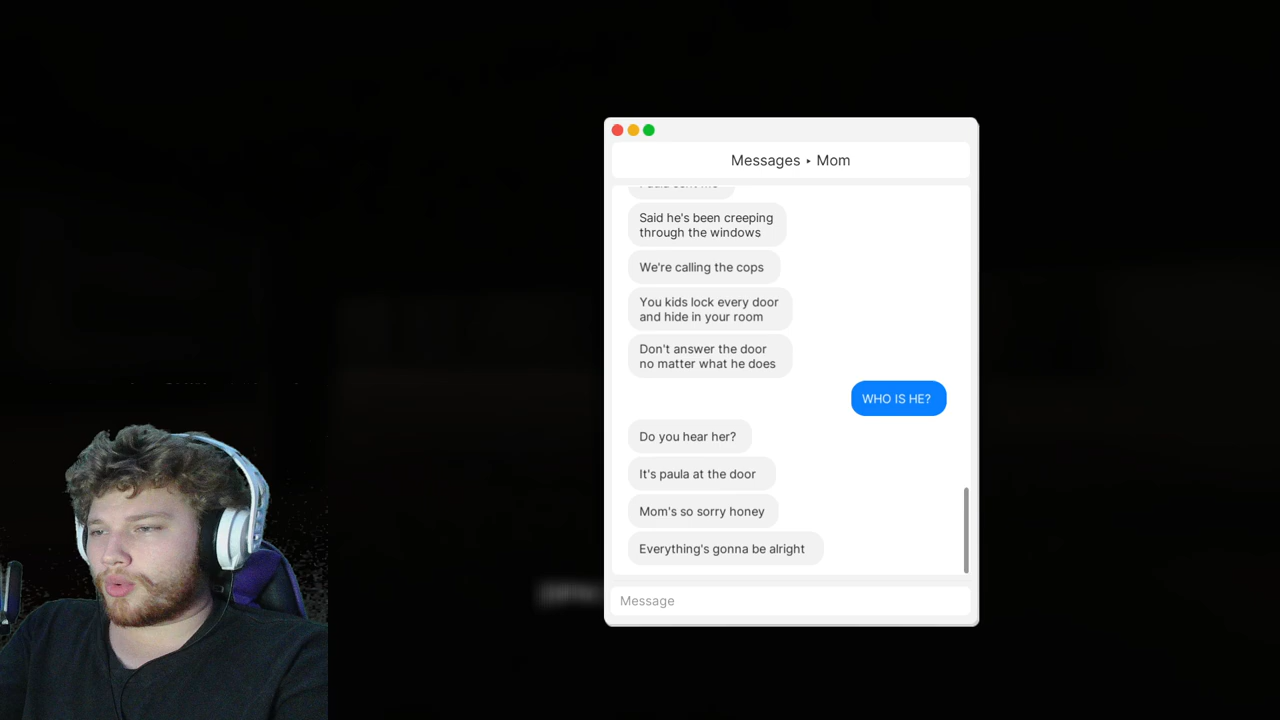 Messages ▸ Mom
Said he's been creeping
through the windows
We're calling the cops
You kids lock every door
and hide in your room
Don't answer the door
no matter what he does
WHO IS HE?
Do you hear her?
It's paula at the door
Mom's so sorry honey
Everything's gonna be alright
Message